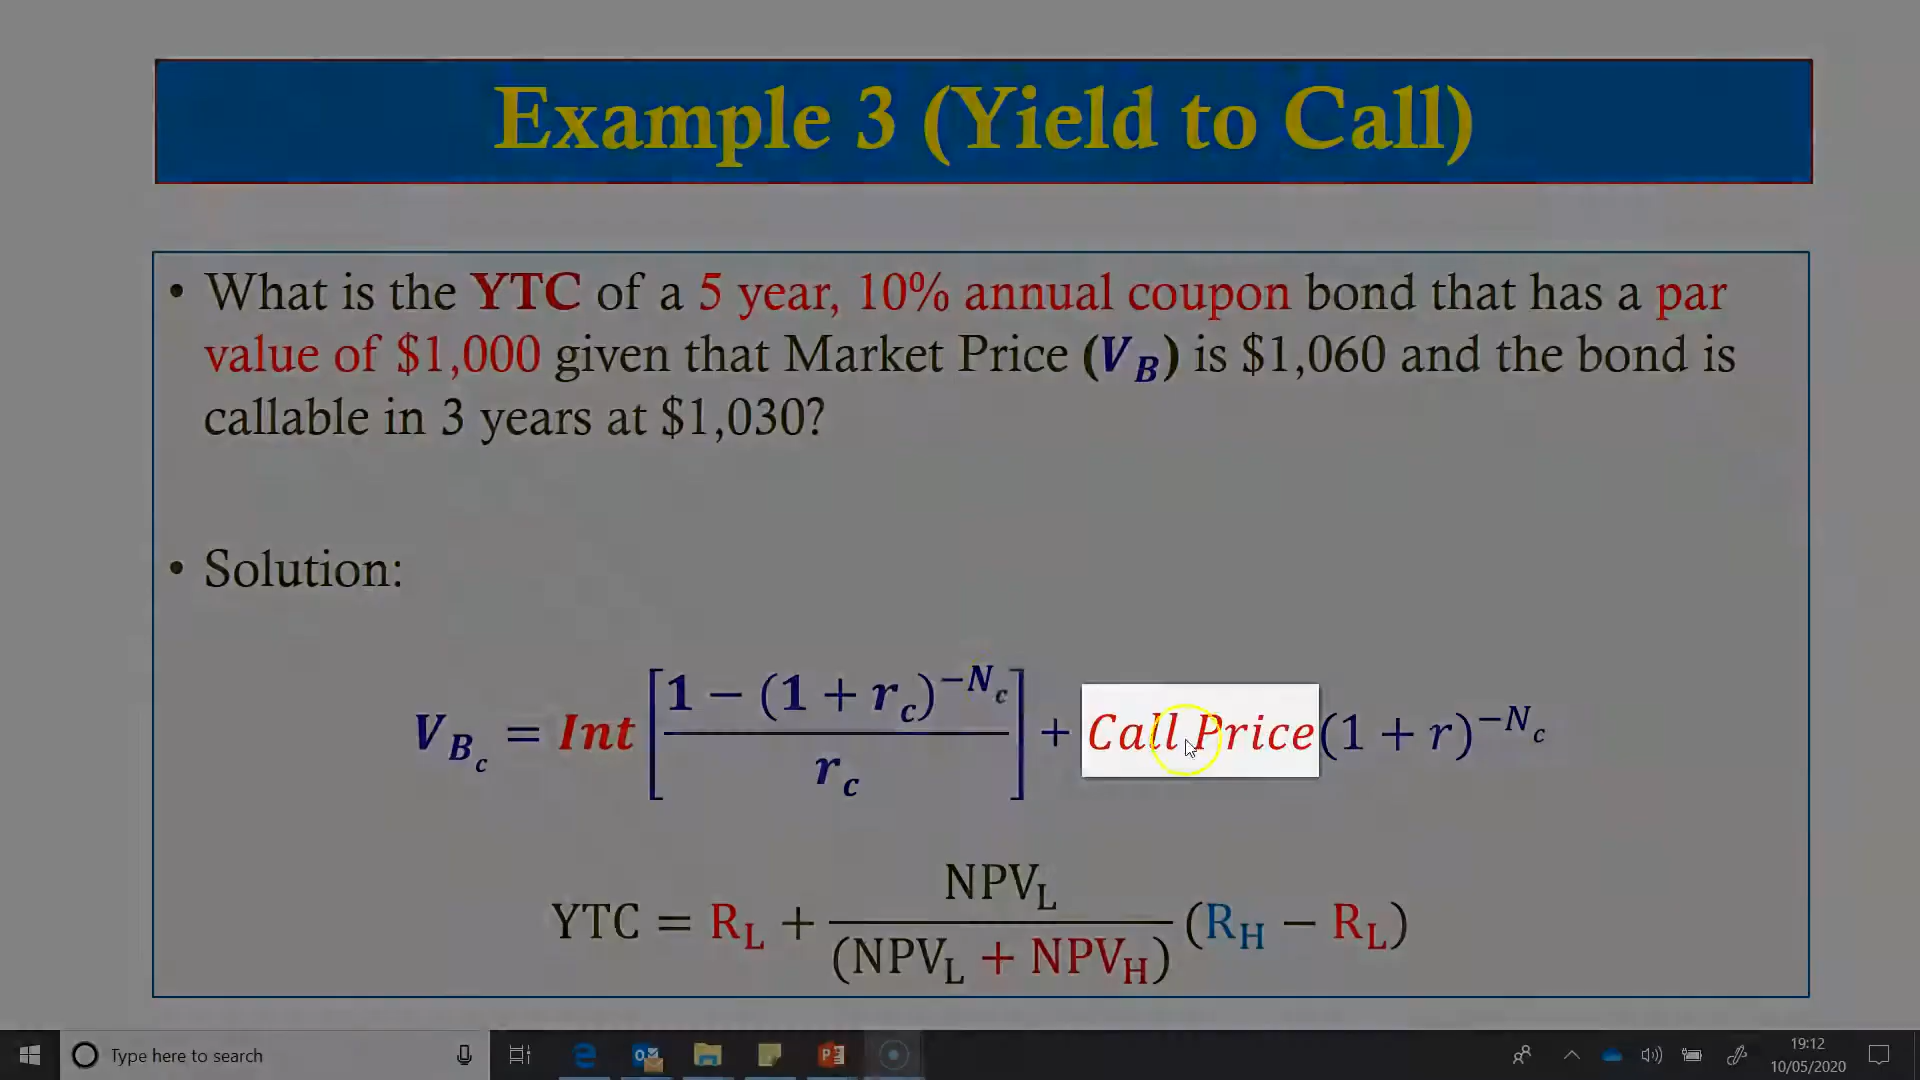 Example 3 (Yield to Call)
• What is the YTC of a 5 year, 10% annual coupon bond that has a par
value of $1,000 given that Market Price (V_B) is $1,060 and the bond is
callable in 3 years at $1,030?
• Solution:
V_{B_c} = Int [ (1 − (1 + r_c)^{−N_c}) / r_c ] + Call Price(1 + r)^{−N_c}
YTC = R_L + NPV_L / (NPV_L + NPV_H) (R_H − R_L)
Type here to search
19:12
10/05/2020